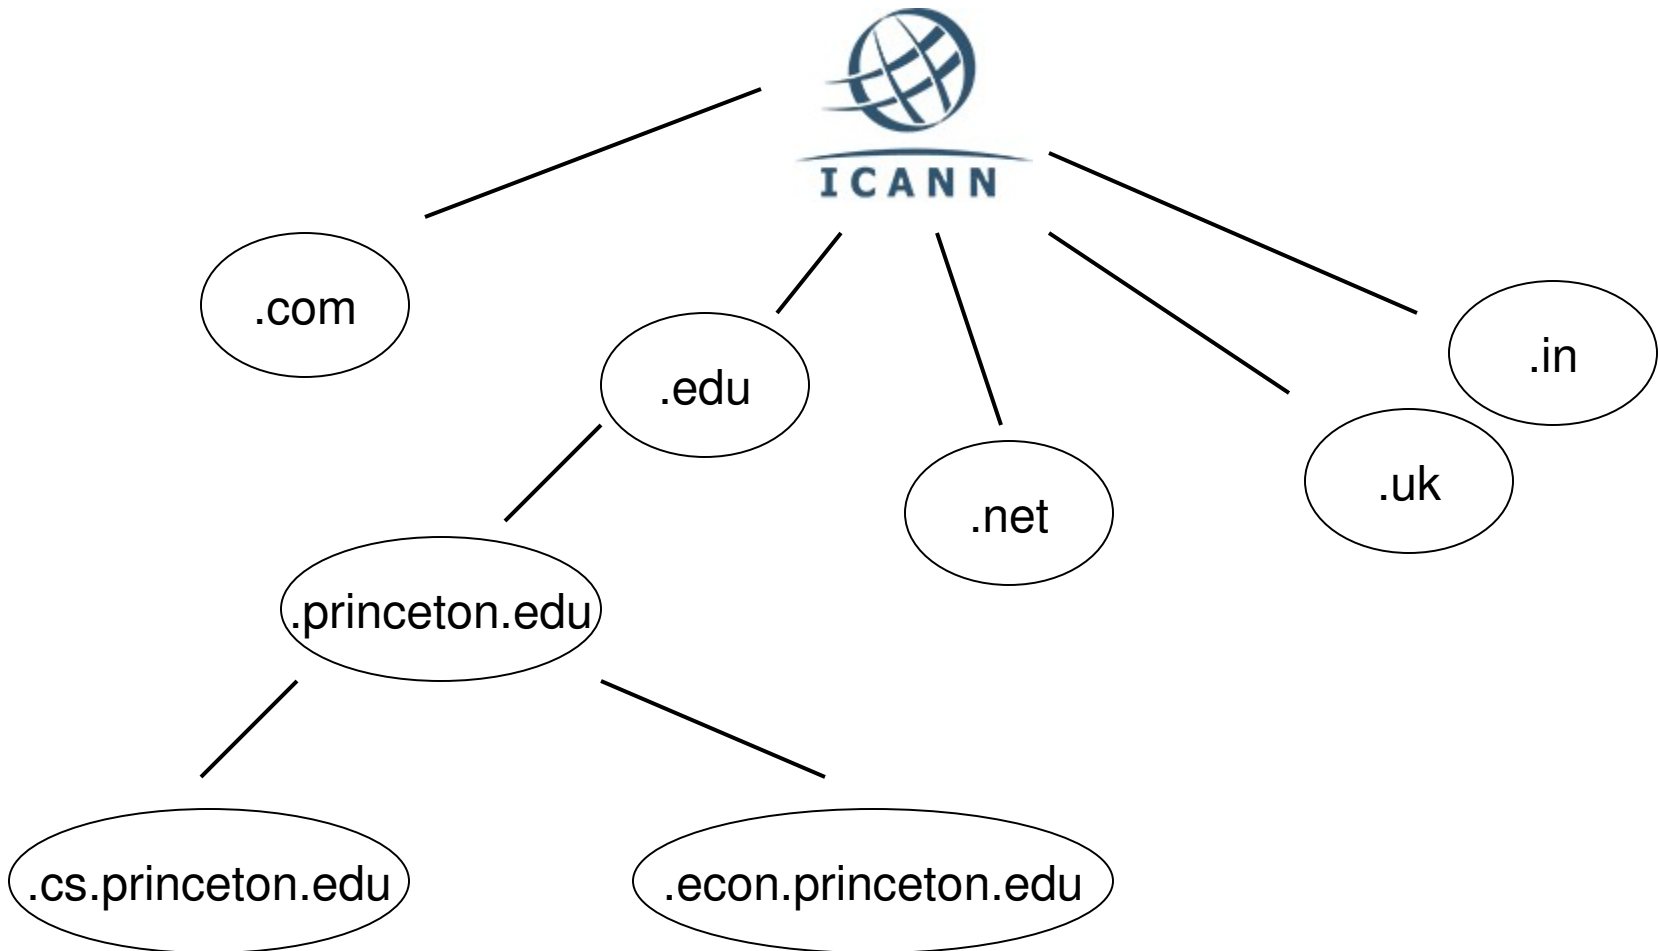 ICANN
.com
.edu
.in
.uk
.net
.princeton.edu
.cs.princeton.edu
.econ.princeton.edu